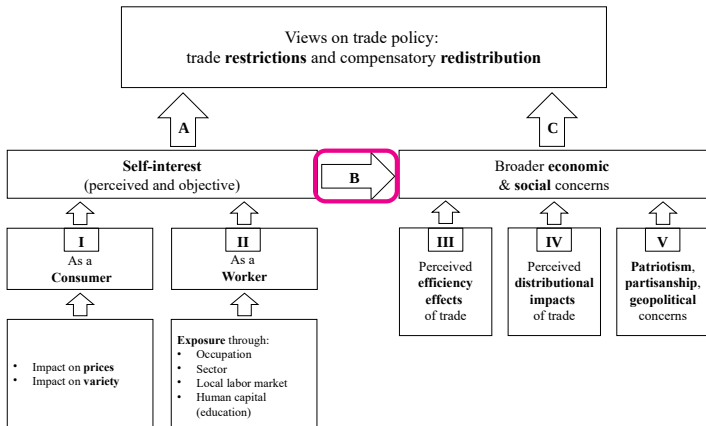 Views on trade policy:
trade restrictions and compensatory redistribution
A
C
Self-interest
(perceived and objective)
B
Broader economic
& social concerns
I
As a
Consumer
II
As a
Worker
III
Perceived
efficiency
effects
of trade
IV
Perceived
distributional
impacts
of trade
V
Patriotism,
partisanship,
geopolitical
concerns
• Impact on prices
• Impact on variety
Exposure through:
• Occupation
• Sector
• Local labor market
• Human capital
(education)